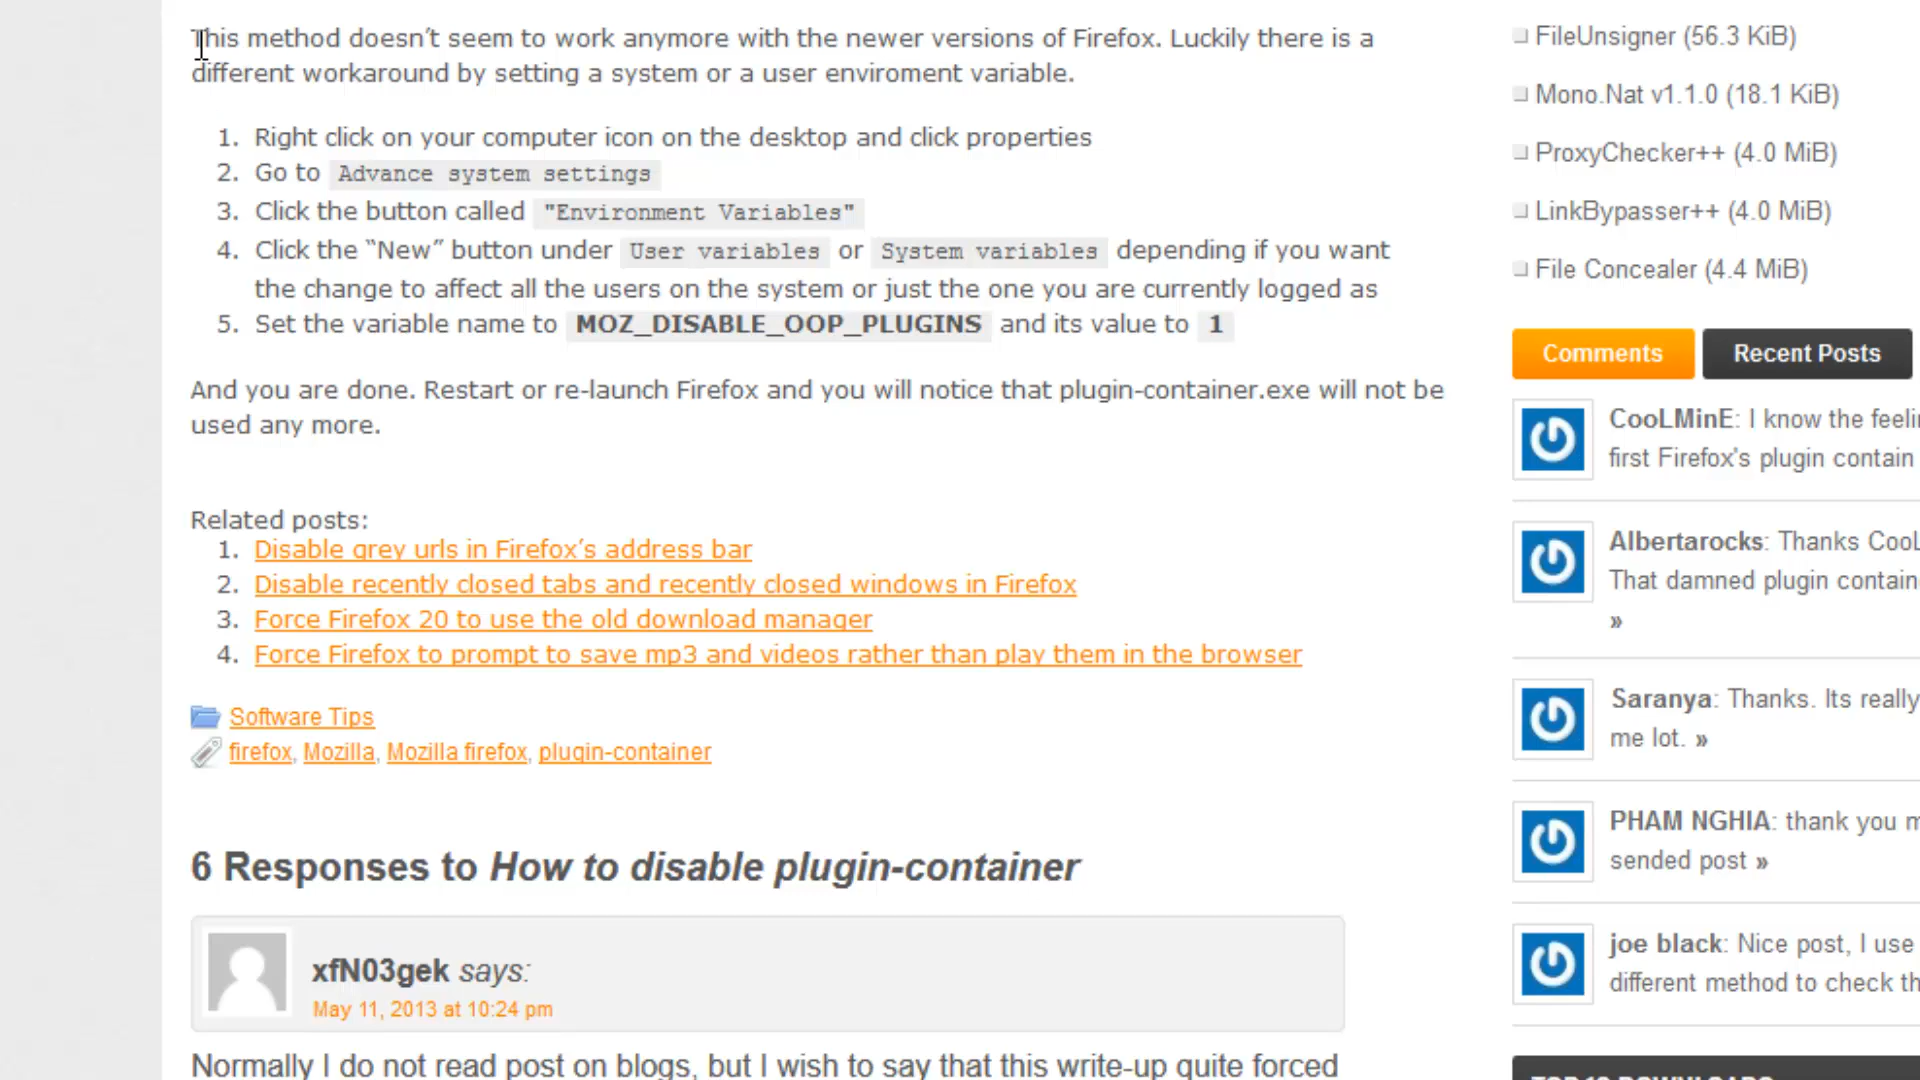 This method doesn't seem to work anymore with the newer versions of Firefox. Luckily there is a
different workaround by setting a system or a user enviroment variable.
1. Right click on your computer icon on the desktop and click properties
2. Go to Advance system settings
3. Click the button called "Environment Variables"
4. Click the “New” button under User variables or System variables depending if you want
the change to affect all the users on the system or just the one you are currently logged as
5. Set the variable name to MOZ_DISABLE_OOP_PLUGINS and its value to 1
And you are done. Restart or re-launch Firefox and you will notice that plugin-container.exe will not be
used any more.
Related posts:
1. Disable grey urls in Firefox’s address bar
2. Disable recently closed tabs and recently closed windows in Firefox
3. Force Firefox 20 to use the old download manager
4. Force Firefox to prompt to save mp3 and videos rather than play them in the browser
Software Tips
firefox, Mozilla, Mozilla firefox, plugin-container
6 Responses to How to disable plugin-container
xfN03gek says:
May 11, 2013 at 10:24 pm
Normally I do not read post on blogs, but I wish to say that this write-up quite forced
FileUnsigner (56.3 KiB)
Mono.Nat v1.1.0 (18.1 KiB)
ProxyChecker++ (4.0 MiB)
LinkBypasser++ (4.0 MiB)
File Concealer (4.4 MiB)
Comments
Recent Posts
CooLMinE: I know the
first Firefox's plugin contain
Albertarocks: Thanks
That damned plugin contain
»
Saranya: Thanks. Its really
me lot. »
PHAM NGHIA: thank you
sended post »
joe black: Nice post, I use
different method to check